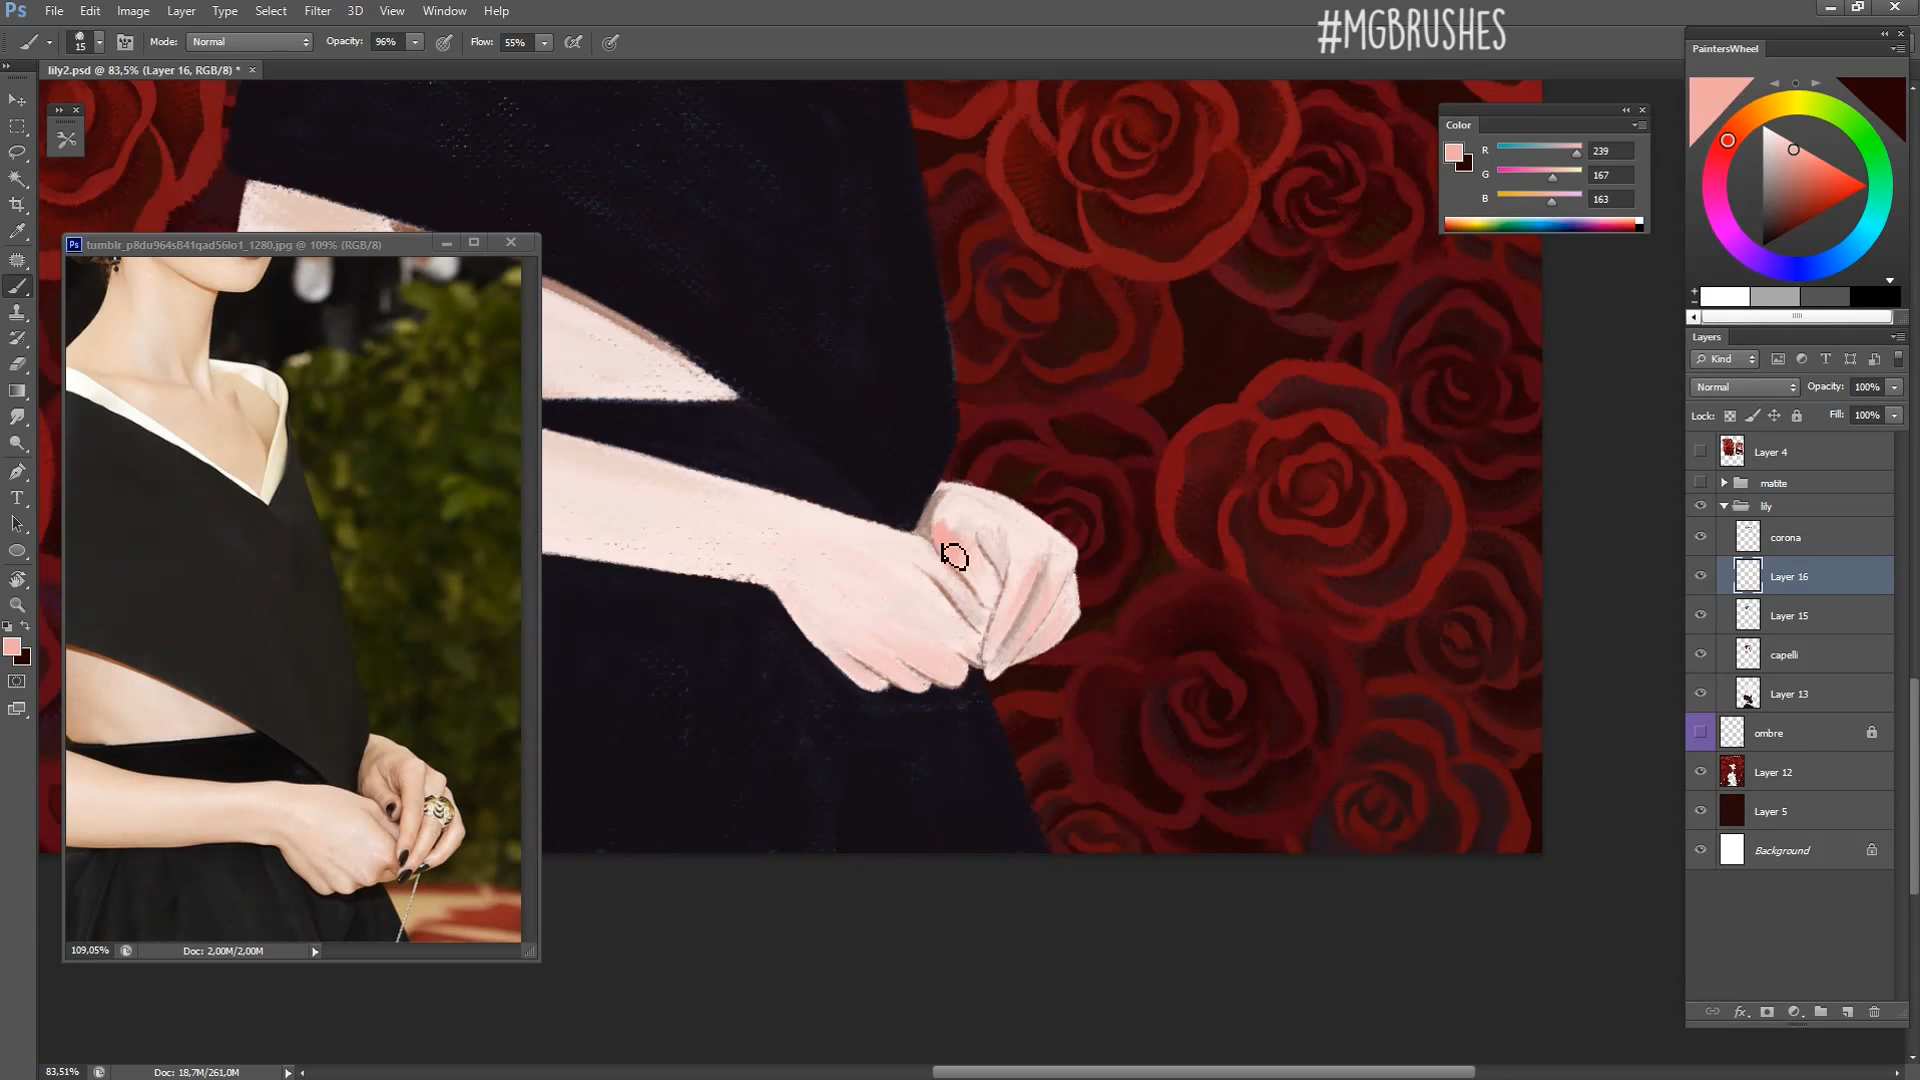 Ps File Edit Image Layer Type Select Filter 3D View Window Help
#MGBRUSHES
15 Mode: Normal Opacity: 96% Flow: 55%
lily2.psd @ 83,5% (Layer 16, RGB/8) *
PaintersWheel
Color
R 239
G 167
B 163
Ps tumblr_p8du964sB41qad56lo1_1280.jpg @ 109% (RGB/8)
Layers
Kind
Normal Opacity: 100%
Lock: Fill: 100%
Layer 4
matite
lily
corona
Layer 16
Layer 15
capelli
Layer 13
ombre
Layer 12
Layer 5
Background
fx
109,05% Doc: 2,00M/2,00M
83,51% Doc: 18,7M/261,0M